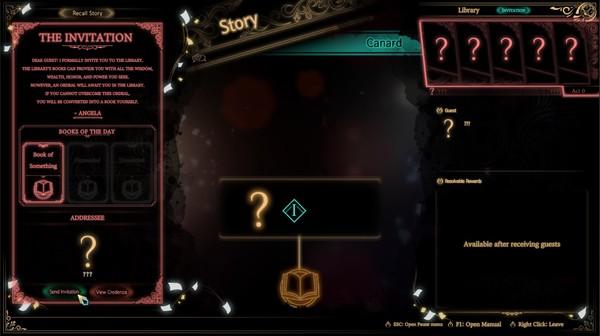 Recall Story
THE INVITATION
DEAR GUEST: I FORMALLY INVITE YOU TO THE LIBRARY.
THE LIBRARY'S BOOKS CAN PROVIDE YOU WITH ALL THE WISDOM,
WEALTH, HONOR, AND POWER YOU SEEK.
HOWEVER, AN ORDEAL WILL AWAIT YOU IN THE LIBRARY.
IF YOU CANNOT OVERCOME THIS ORDEAL,
YOU WILL BE CONVERTED INTO A BOOK YOURSELF.
- ANGELA
BOOKS OF THE DAY
Book of
Something
ADDRESSEE
?
???
Send Invitation
View Credenza
Story
Canard
? I
Library
INVITATION
? ? ? ? ?
? ???
Act 0
Guest
? ???
Receivable Rewards
Available after receiving guests
ESC: Open Pause menu
F1: Open Manual
Right Click: Leave